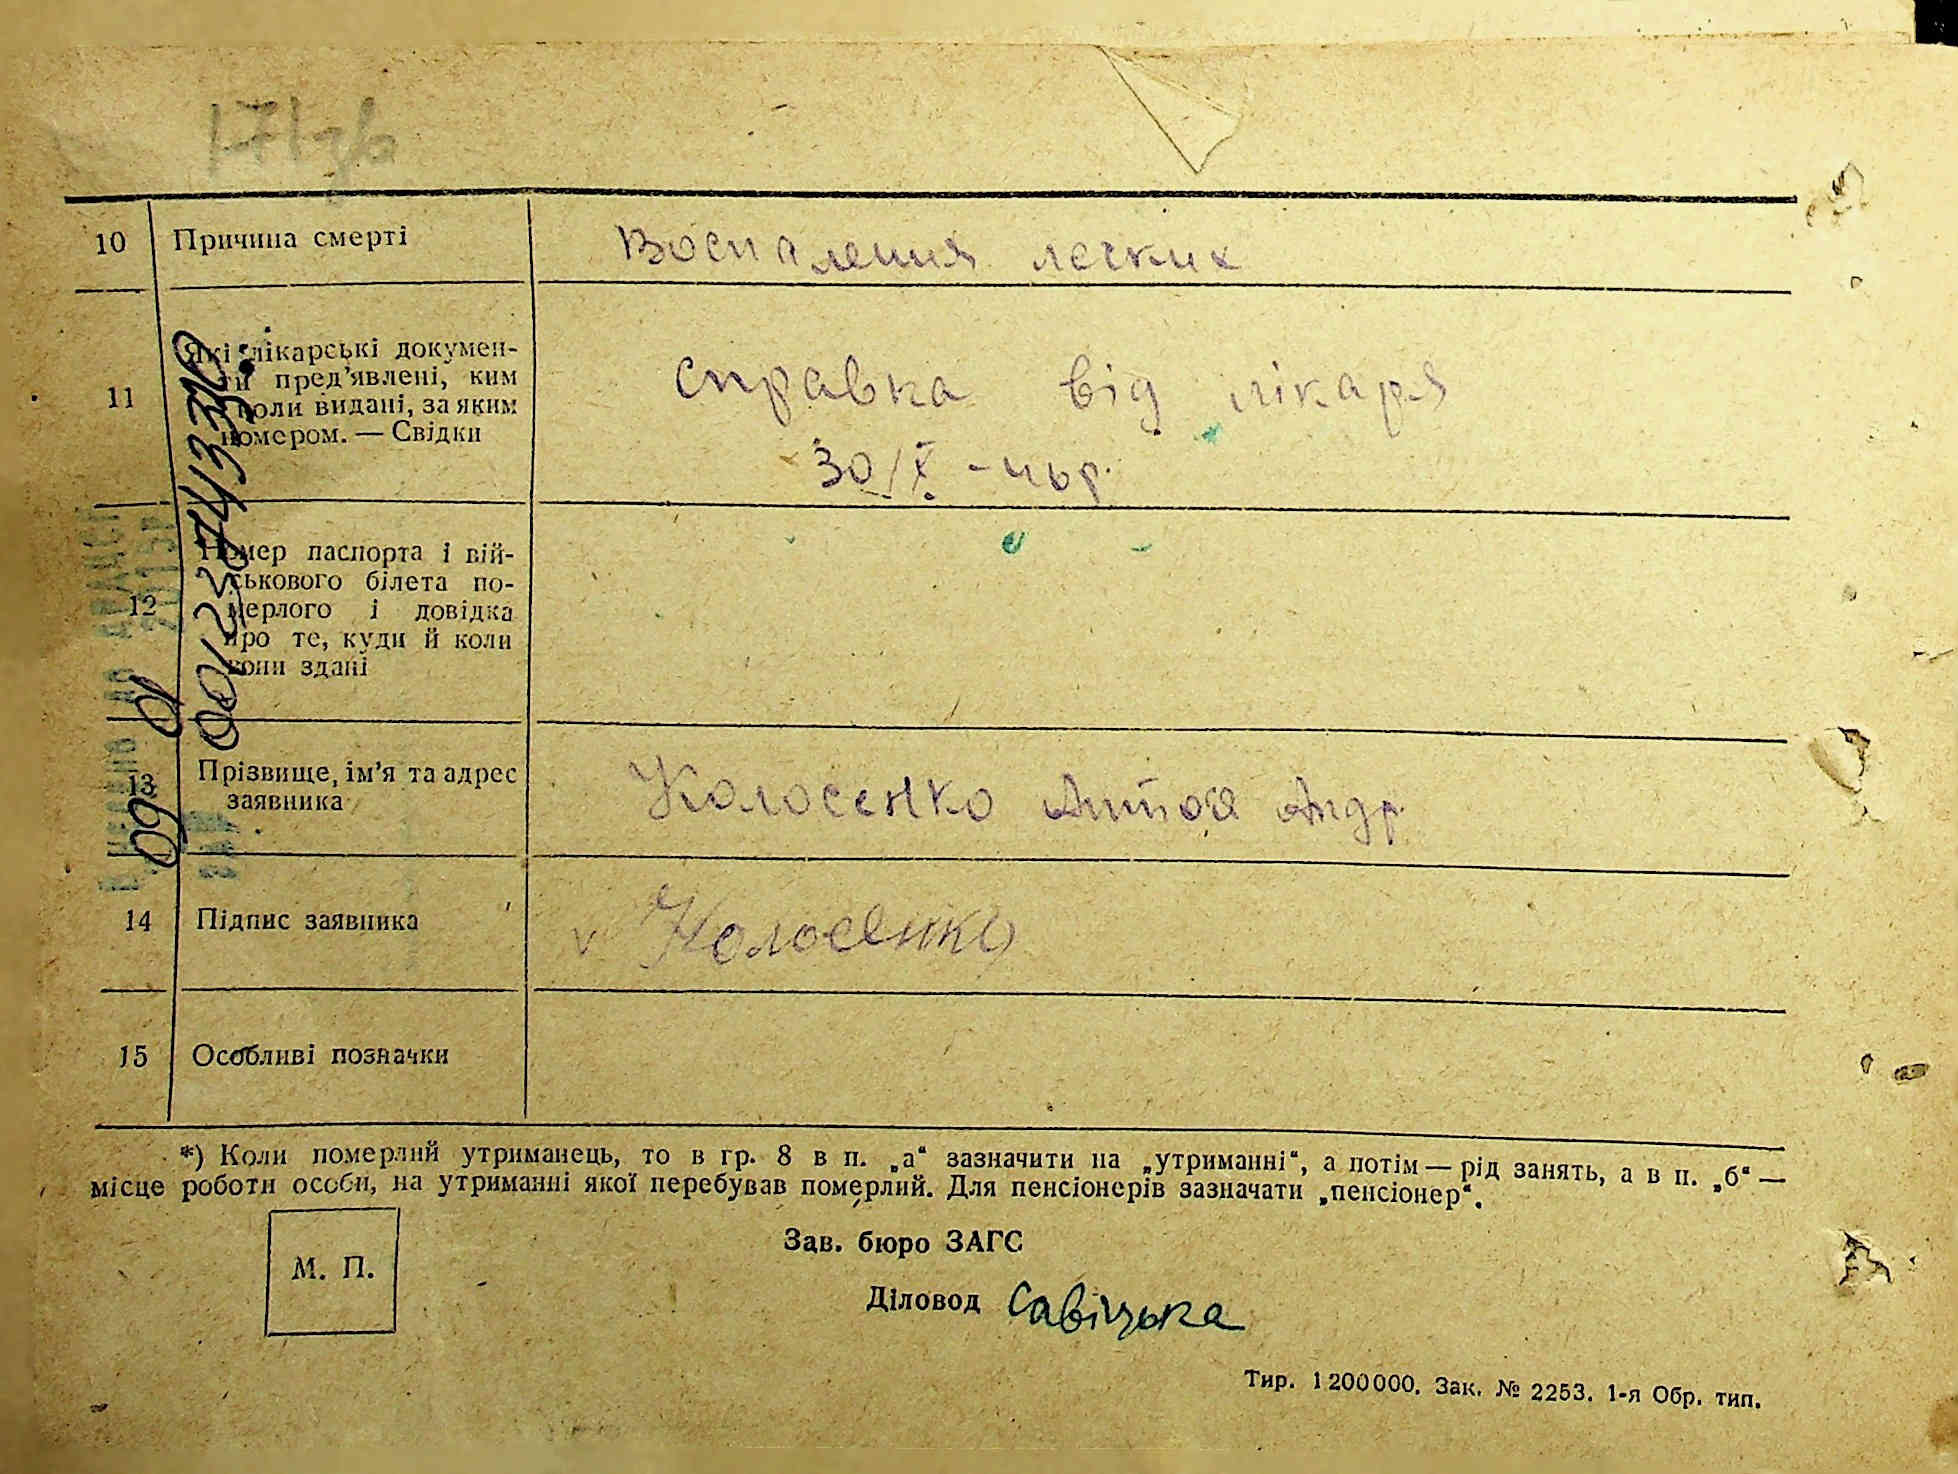 171зв
10 Причина смерті
Воспаления легких
11 Які лікарські докумен-
ти пред'явлені, ким
коли видані, за яким
номером. — Свідки
справка від лікаря
30/X -
00123741333
12 Номер паспорта і вій-
ськового білета по-
мерлого і довідка
про те, куди й коли
вони здані
13 Прізвище, ім'я та адрес
заявника
Колосенко Андр.
14 Підпис заявника
v Колосенко
15 Особливі позначки
*) Коли померлий утриманець, то в гр. 8 в п. „а“ зазначити на „утриманні“, а потім — рід занять, а в п. „б“ —
місце роботи особи, на утриманні якої перебував померлий. Для пенсіонерів зазначати „пенсіонер“.
М. П.
Зав. бюро ЗАГС
Діловод Савіцька
Тир. 1200000. Зак. № 2253. 1-я Обр. тип.